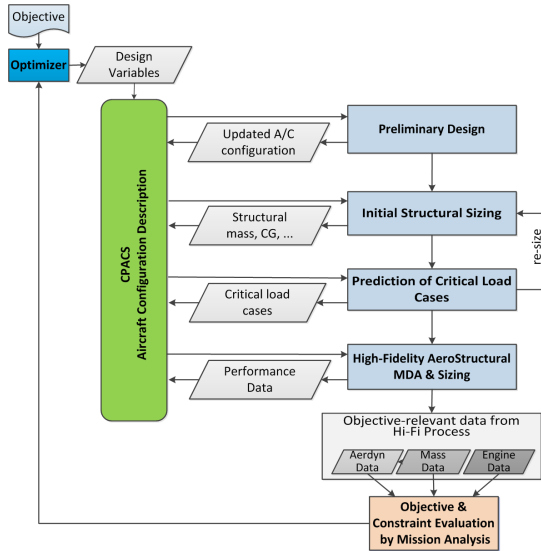 Objective
Optimizer
Design
Variables
CPACS
Aircraft Configuration Description
Updated A/C
configuration
Preliminary Design
Structural
mass, CG, ...
Initial Structural Sizing
re-size
Critical load
cases
Prediction of Critical Load
Cases
Performance
Data
High-Fidelity AeroStructural
MDA & Sizing
Objective-relevant data from
Hi-Fi Process
Aerdyn
Data
Mass
Data
Engine
Data
Objective &
Constraint Evaluation
by Mission Analysis